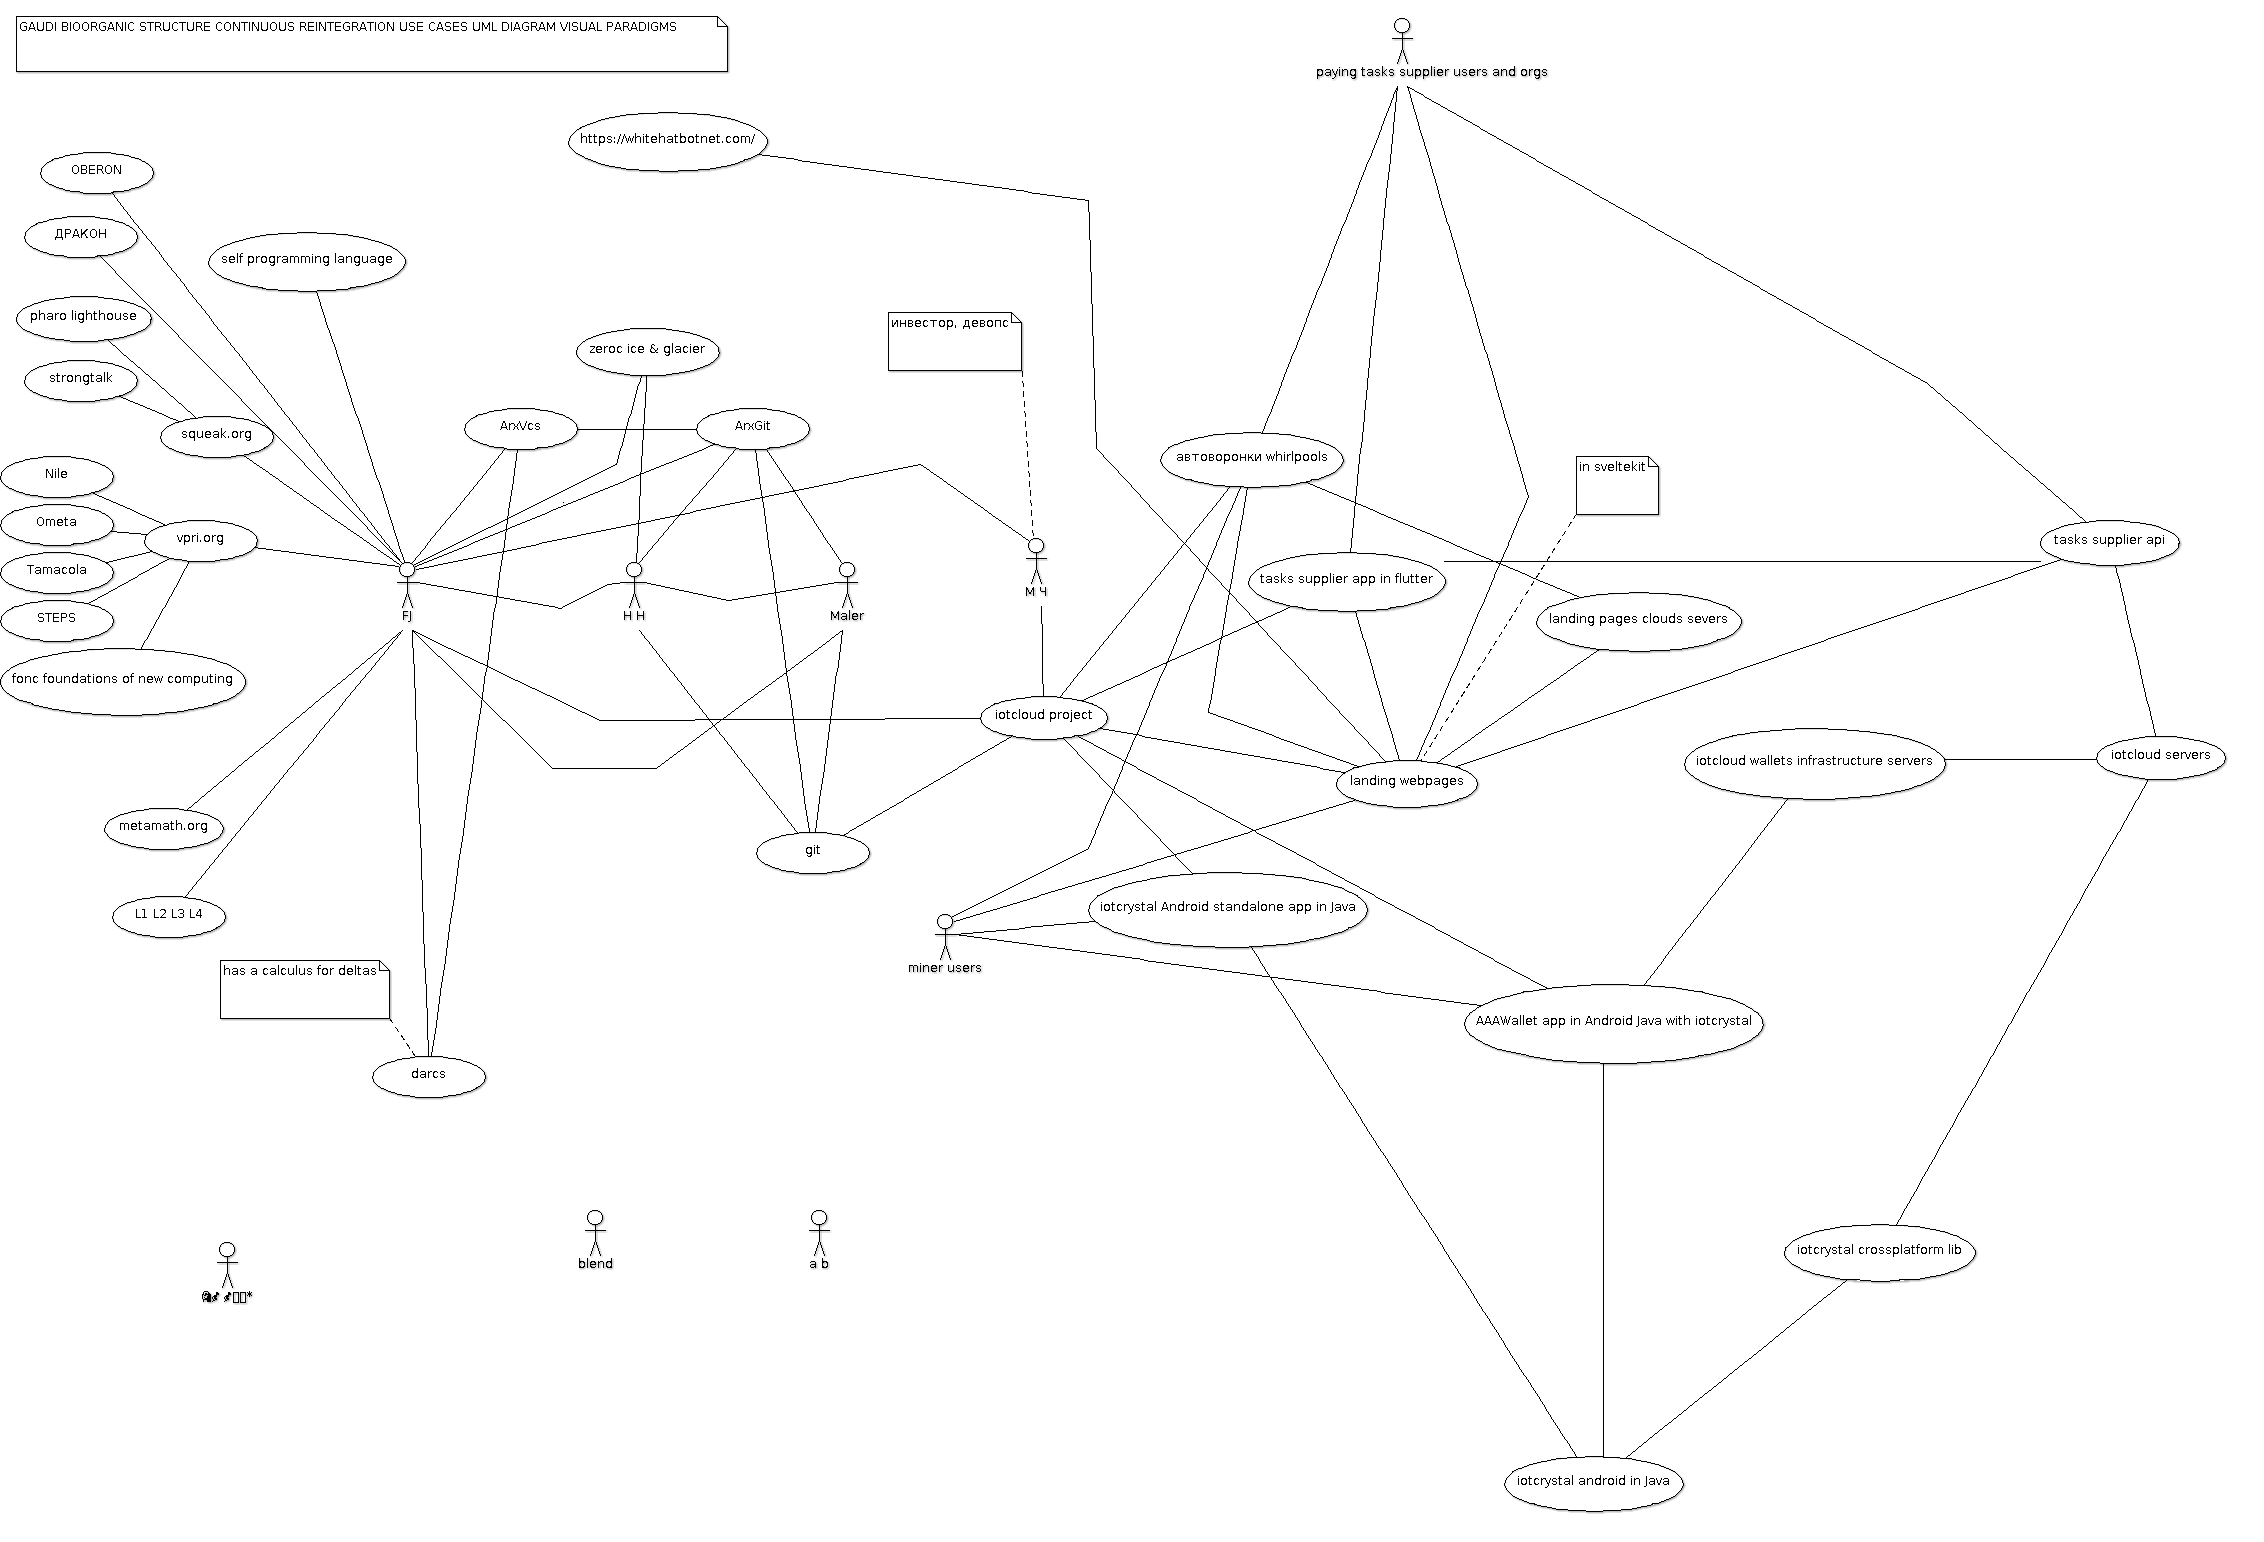 GAUDI BIOORGANIC STRUCTURE CONTINUOUS REINTEGRATION USE CASES UML DIAGRAM VISUAL PARADIGMS
paying tasks supplier users and orgs
https://whitehatbotnet.com/
OBERON
ДРАКОН
self programming language
pharo lighthouse
инвестор, девопс
zeroc ice & glacier
strongtalk
ArxVcs
ArxGit
squeak.org
автоворонки whirlpools
in sveltekit
Nile
Ometa
vpri.org
tasks supplier api
Tamacola
tasks supplier app in flutter
М Ч
STEPS
FJ
H H
Maler
landing pages clouds severs
fonc foundations of new computing
iotcloud project
iotcloud wallets infrastructure servers
iotcloud servers
landing webpages
metamath.org
git
L1 L2 L3 L4
iotcrystal Android standalone app in Java
miner users
has a calculus for deltas
AAAWallet app in Android Java with iotcrystal
darcs
iotcrystal crossplatform lib
blend
a b
iotcrystal android in Java